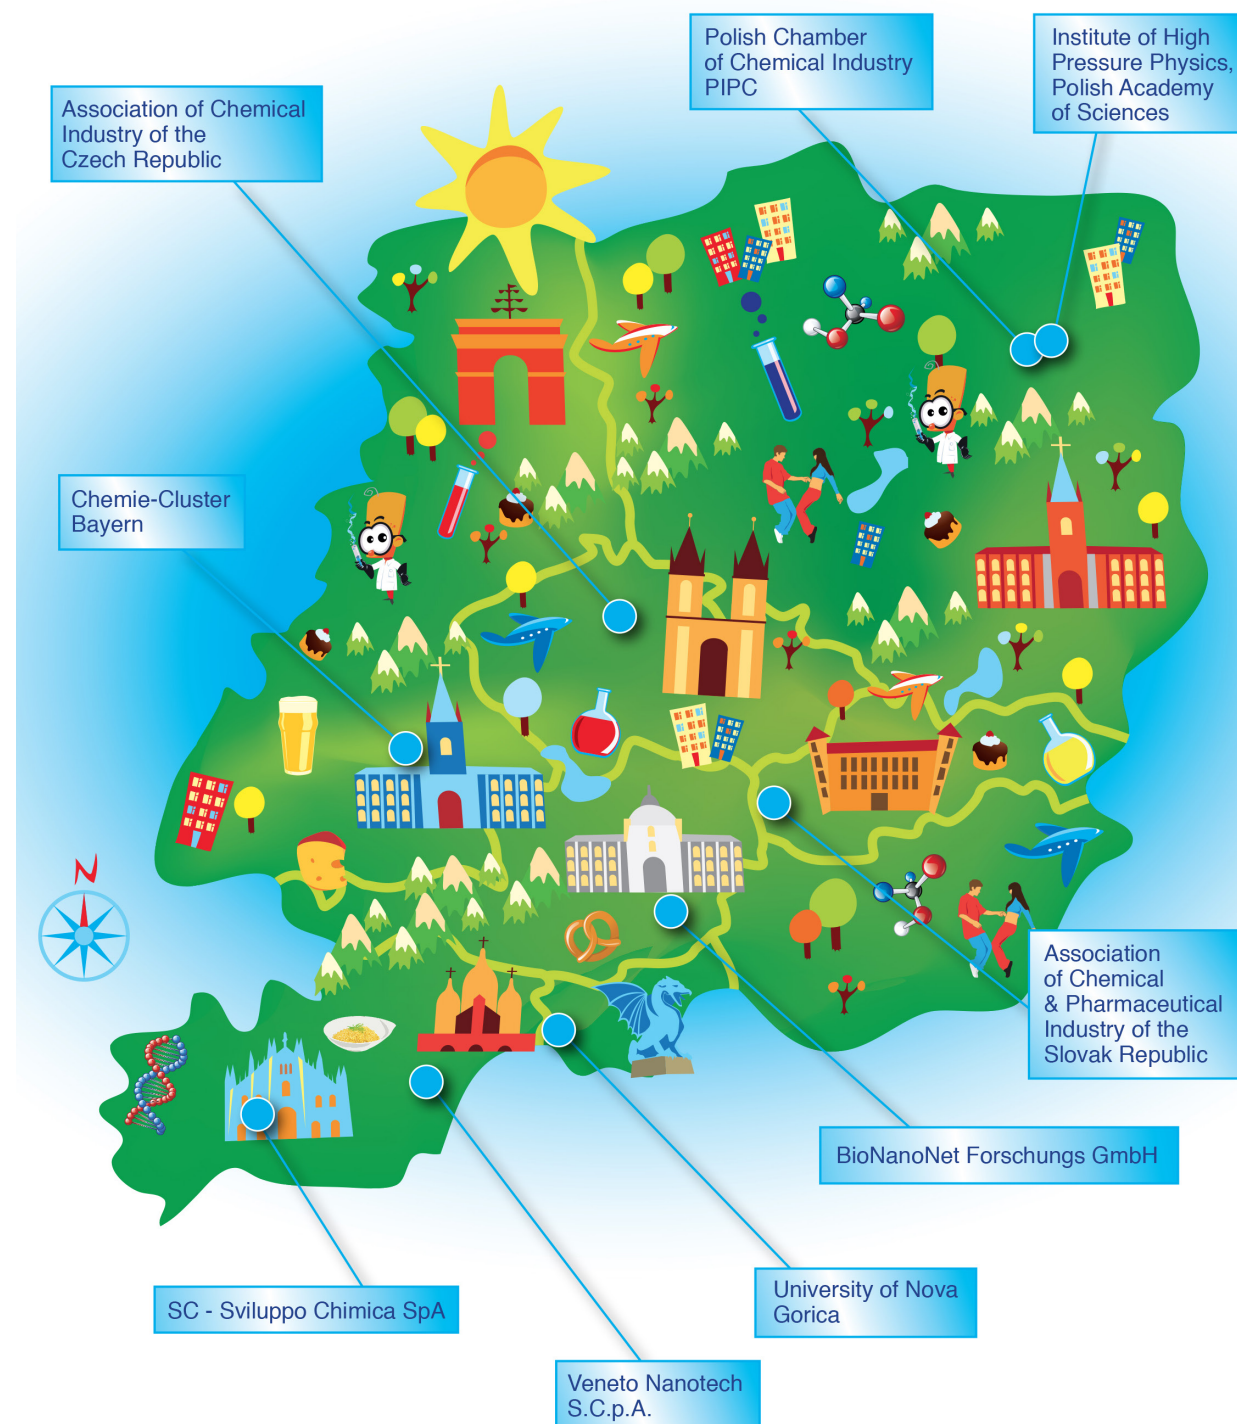 Polish Chamber
of Chemical Industry
PIPC
Institute of High
Pressure Physics,
Polish Academy
of Sciences
Association of Chemical
Industry of the
Czech Republic
Chemie-Cluster
Bayern
N
Association
of Chemical
& Pharmaceutical
Industry of the
Slovak Republic
BioNanoNet Forschungs GmbH
University of Nova
Gorica
SC - Sviluppo Chimica SpA
Veneto Nanotech
S.C.p.A.